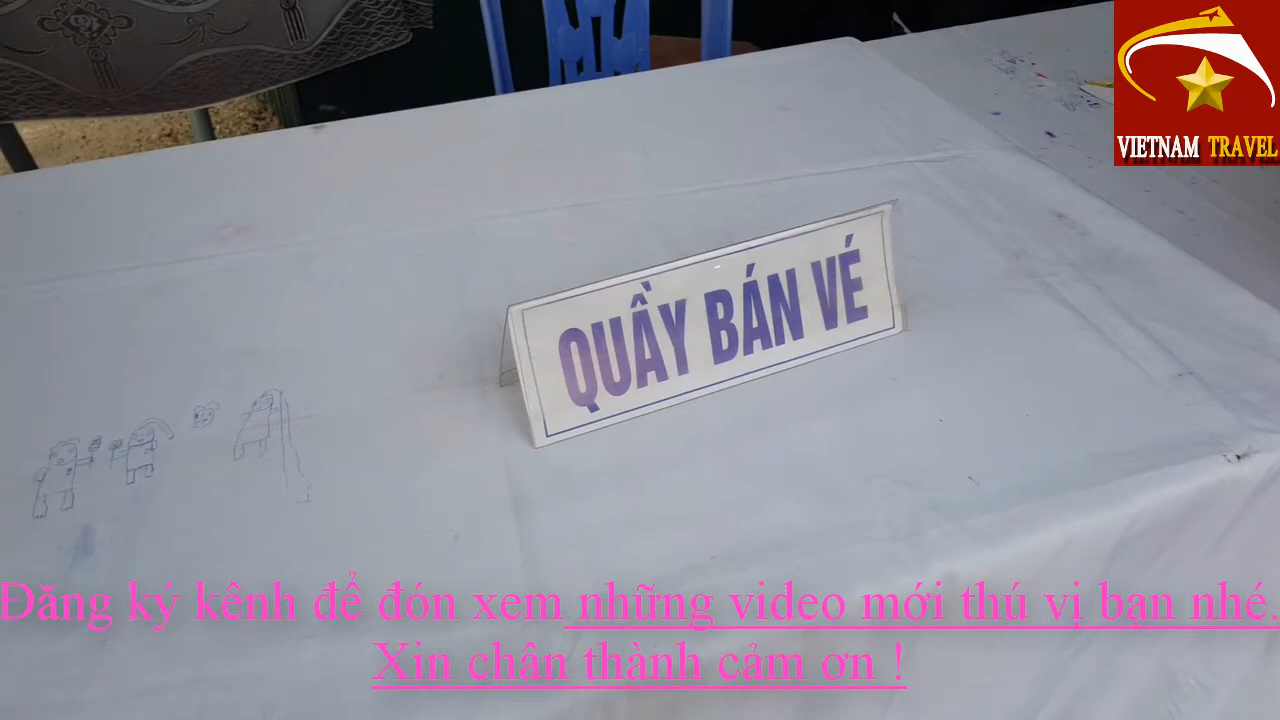 VIETNAM TRAVEL
QUẦY BÁN VÉ
Đăng ký kênh để đón xem những video mới thú vị bạn nhé.
Xin chân thành cảm ơn !